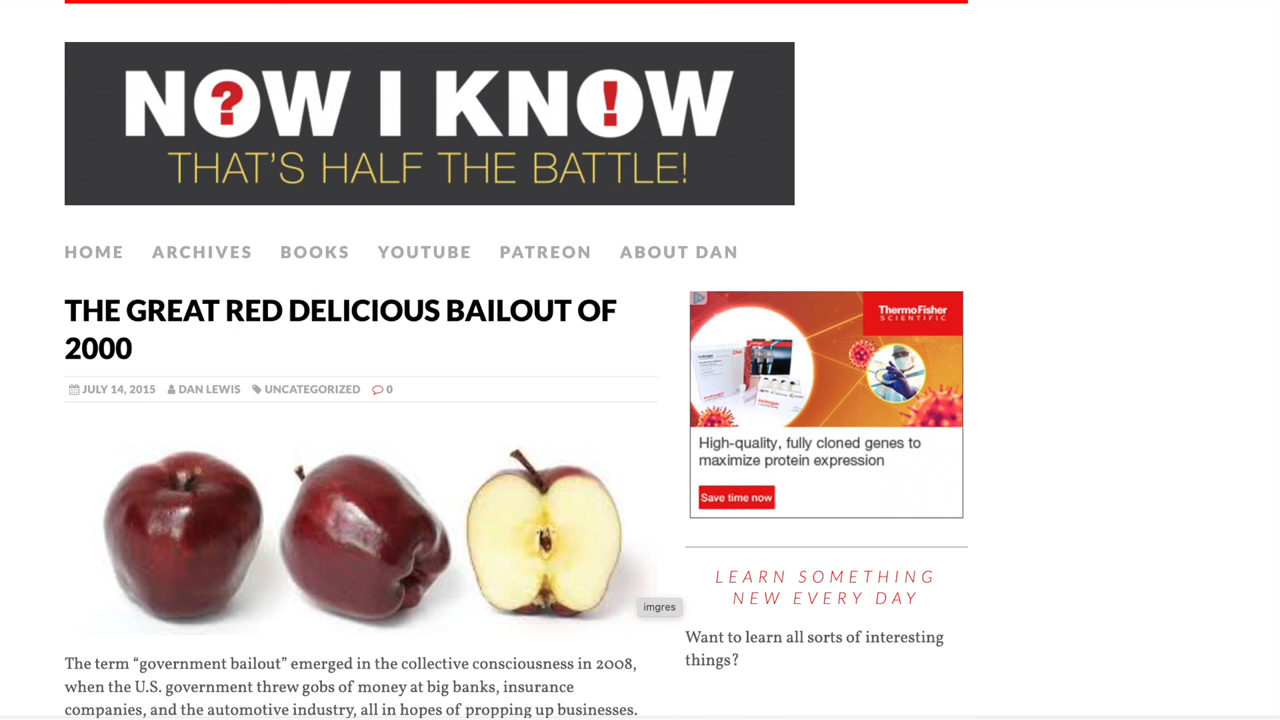 NOW I KNOW
THAT'S HALF THE BATTLE!
HOME ARCHIVES BOOKS YOUTUBE PATREON ABOUT DAN
THE GREAT RED DELICIOUS BAILOUT OF
2000
JULY 14, 2015 DAN LEWIS UNCATEGORIZED 0
imgres
The term “government bailout” emerged in the collective consciousness in 2008,
when the U.S. government threw gobs of money at big banks, insurance
companies, and the automotive industry, all in hopes of propping up businesses.
ThermoFisher
SCIENTIFIC
High-quality, fully cloned genes to
maximize protein expression
Save time now
LEARN SOMETHING
NEW EVERY DAY
Want to learn all sorts of interesting
things?